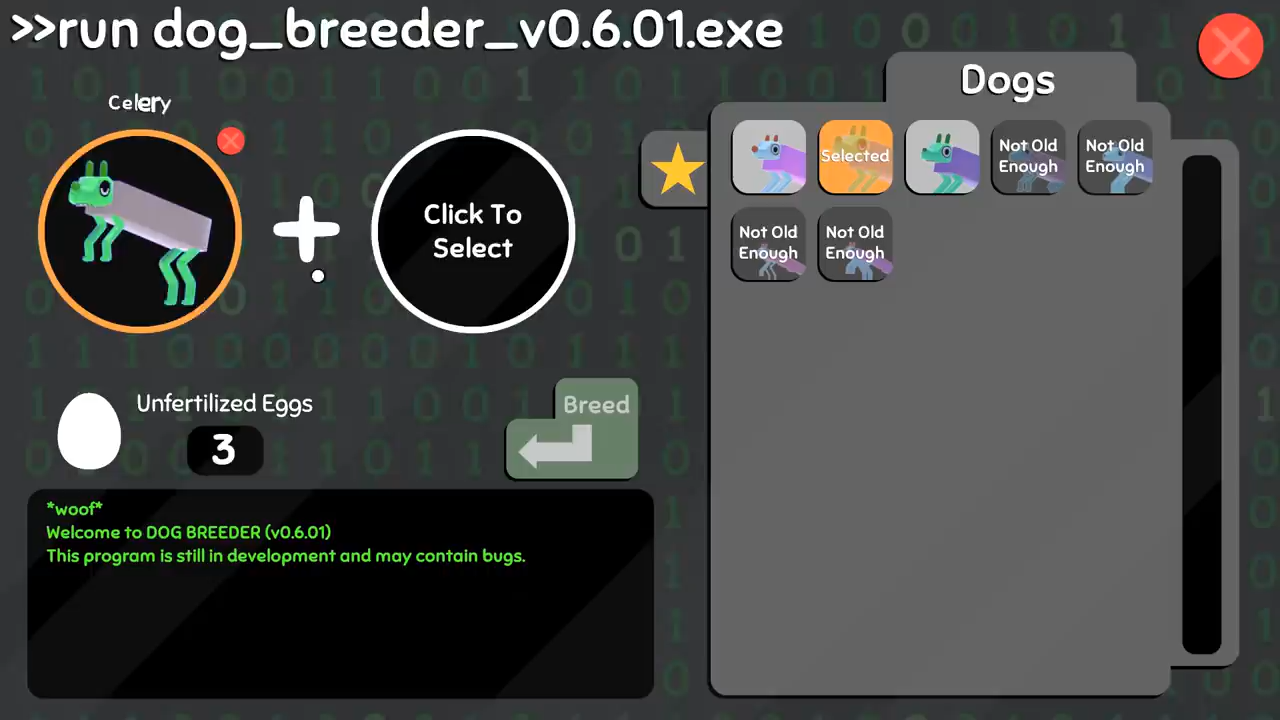 >>run dog_breeder_v0.6.01.exe
Dogs
Celery
Click To
Select
Selected
Not Old
Enough
Not Old
Enough
Not Old
Enough
Not Old
Enough
Unfertilized Eggs
3
Breed
*woof*
Welcome to DOG BREEDER (v0.6.01)
This program is still in development and may contain bugs.